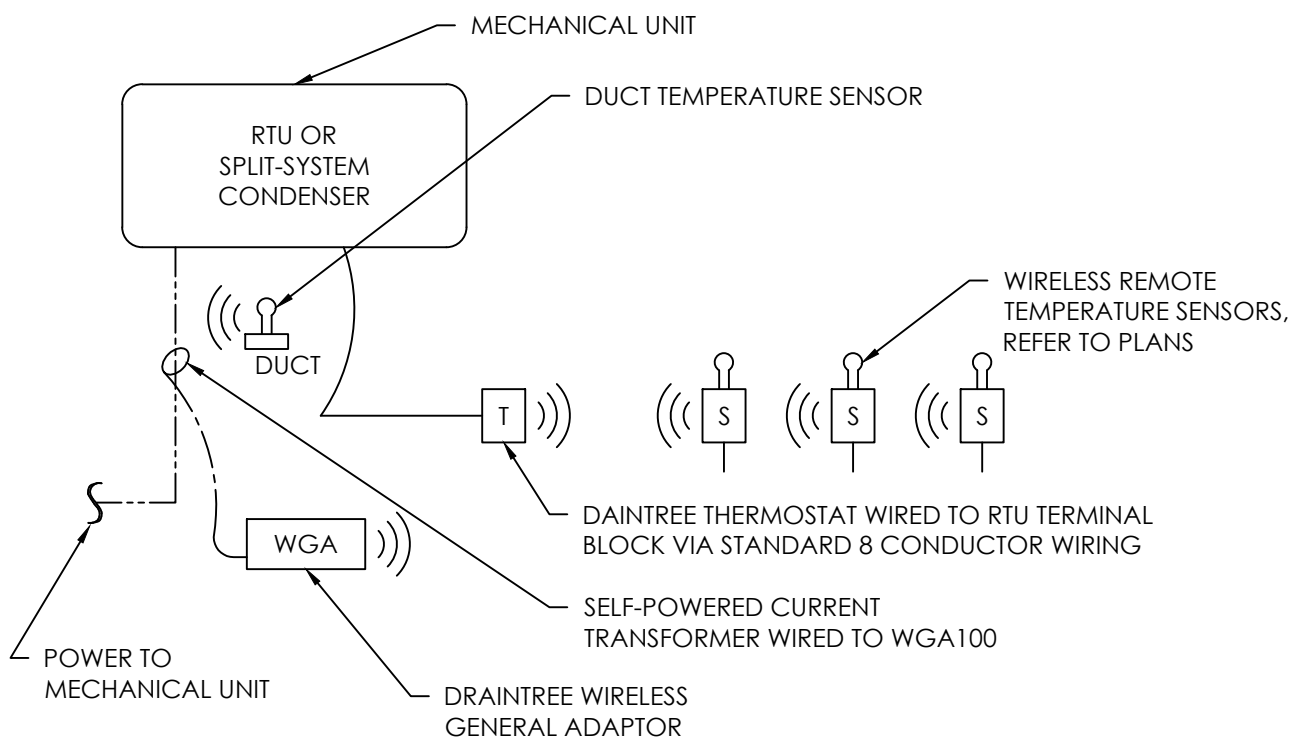 MECHANICAL UNIT
DUCT TEMPERATURE SENSOR
RTU OR
SPLIT-SYSTEM
CONDENSER
WIRELESS REMOTE
TEMPERATURE SENSORS,
REFER TO PLANS
DUCT
T
S
S
S
DAINTREE THERMOSTAT WIRED TO RTU TERMINAL
BLOCK VIA STANDARD 8 CONDUCTOR WIRING
WGA
SELF-POWERED CURRENT
TRANSFORMER WIRED TO WGA100
POWER TO
MECHANICAL UNIT
DRAINTREE WIRELESS
GENERAL ADAPTOR